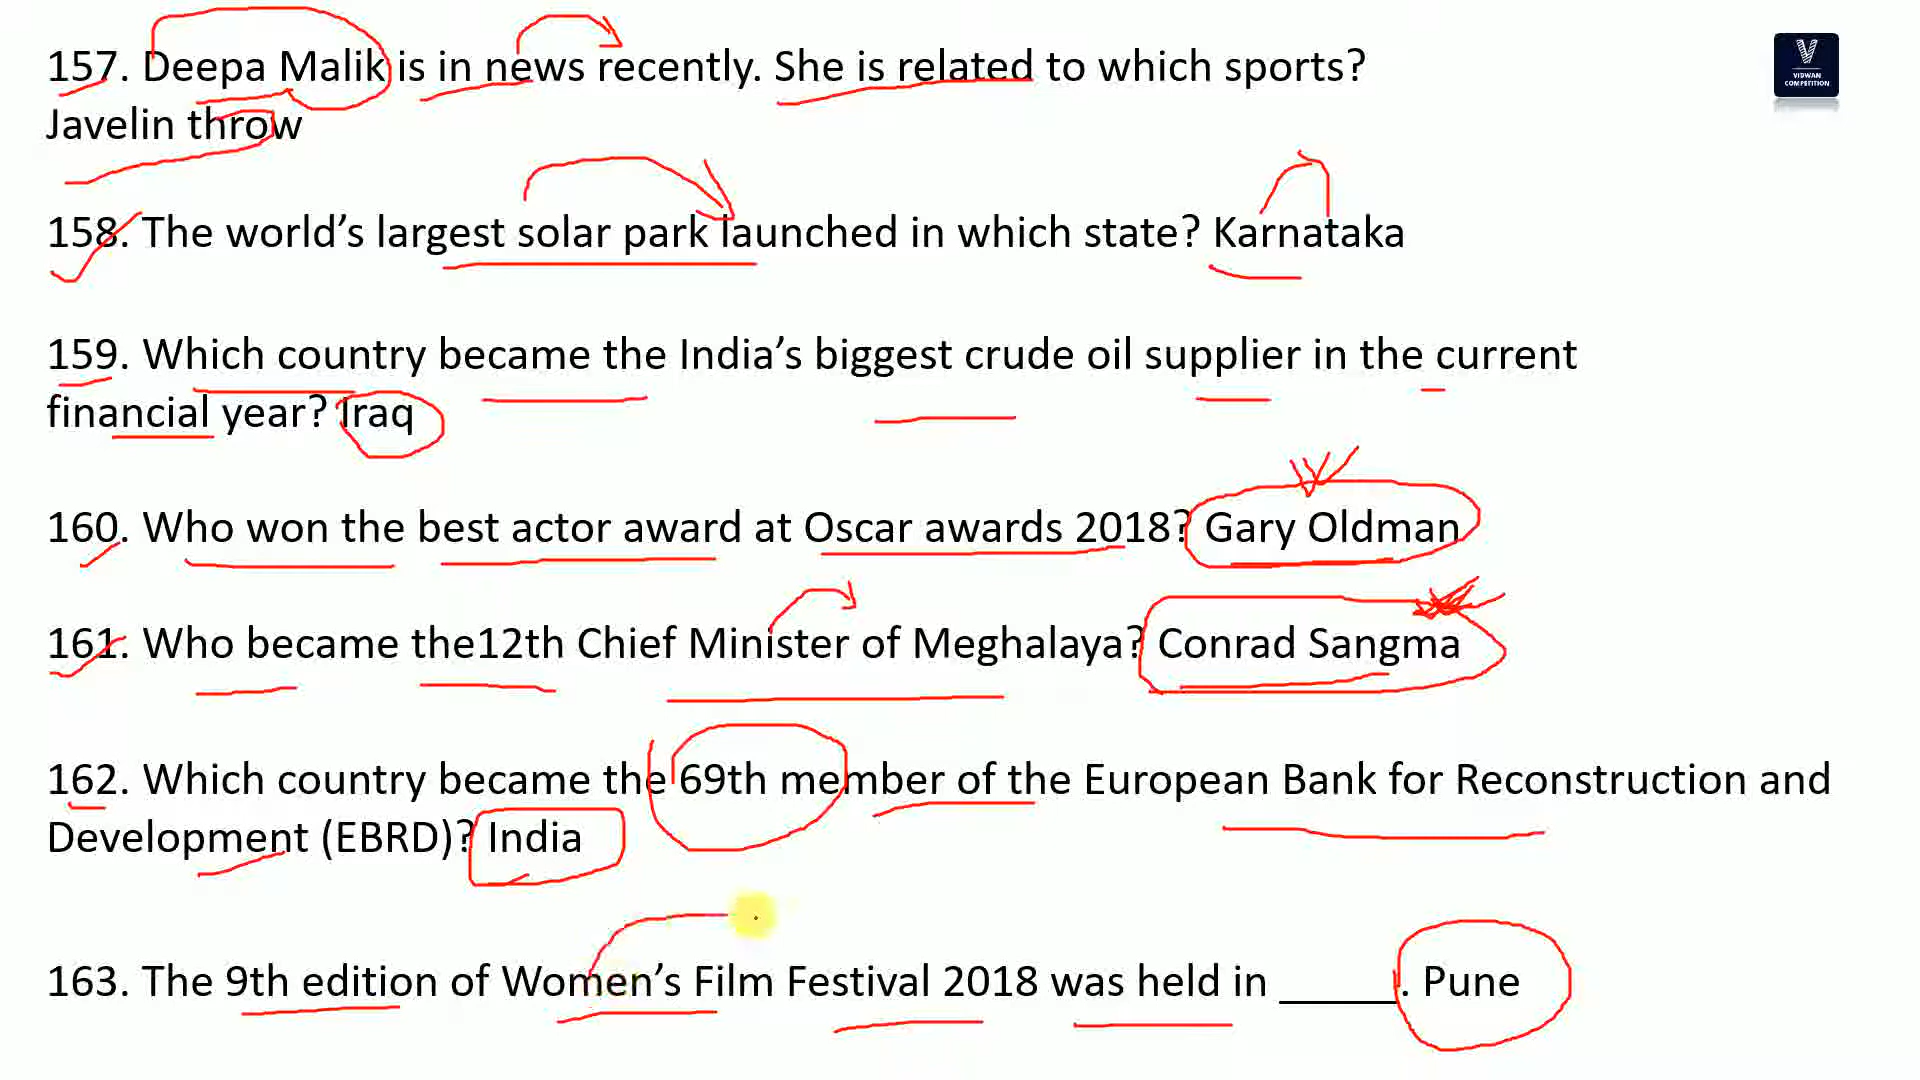 157. Deepa Malik is in news recently. She is related to which sports?
Javelin throw
158. The world’s largest solar park launched in which state? Karnataka
159. Which country became the India’s biggest crude oil supplier in the current
financial year? Iraq
160. Who won the best actor award at Oscar awards 2018? Gary Oldman
161. Who became the12th Chief Minister of Meghalaya? Conrad Sangma
162. Which country became the 69th member of the European Bank for Reconstruction and
Development (EBRD)? India
163. The 9th edition of Women’s Film Festival 2018 was held in ______. Pune
V
VIDWAN
COMPETITION